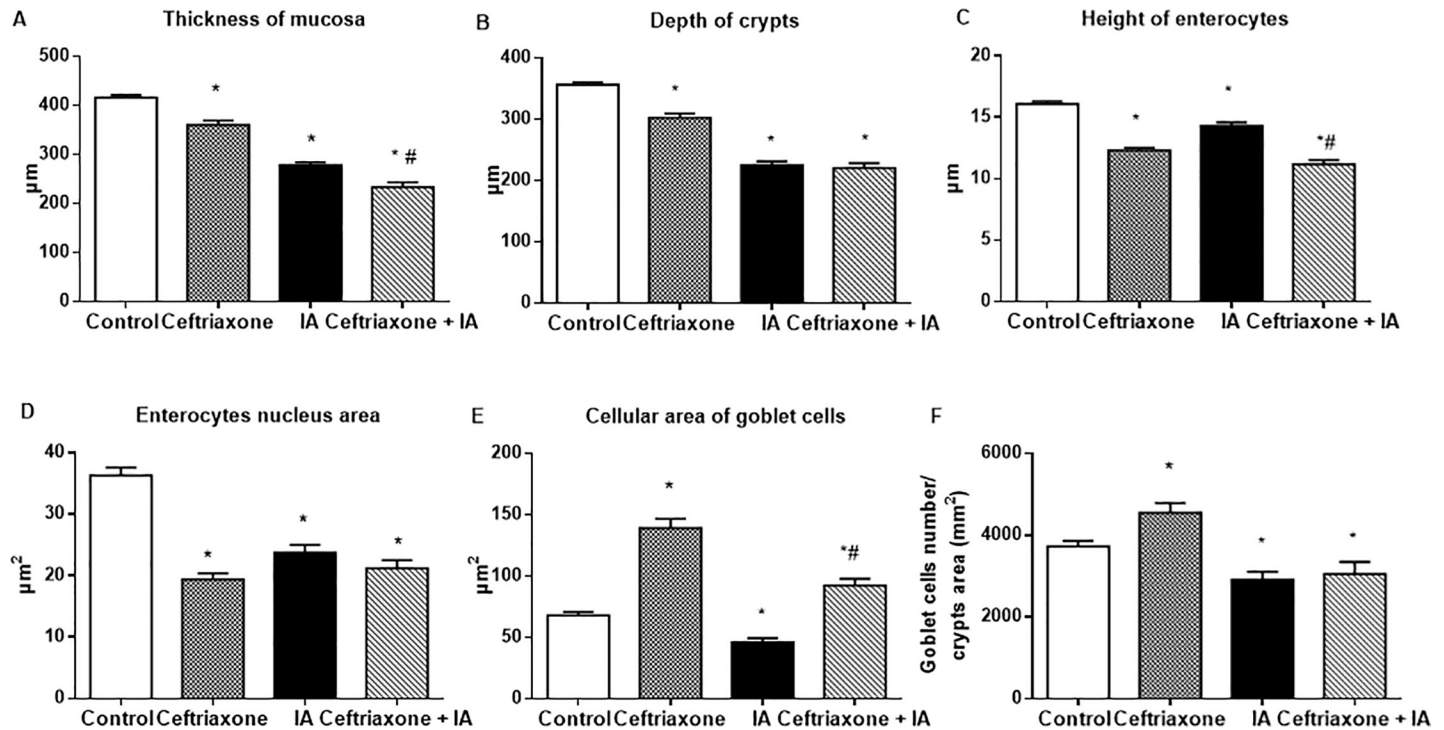 A Thickness of mucosa
500
400
300
200
100
0
µm
*
*
* #
Control Ceftriaxone IA Ceftriaxone + IA
B Depth of crypts
400
300
200
100
0
µm
*
*
*
Control Ceftriaxone IA Ceftriaxone + IA
C Height of enterocytes
20
15
10
5
0
µm
*
*
*#
Control Ceftriaxone IA Ceftriaxone + IA
D Enterocytes nucleus area
40
30
20
10
0
µm²
*
*
*
Control Ceftriaxone IA Ceftriaxone + IA
E Cellular area of goblet cells
200
150
100
50
0
µm²
*
*
*#
Control Ceftriaxone IA Ceftriaxone + IA
F
6000
4000
2000
0
Goblet cells number/
crypts area (mm²)
*
*
*
Control Ceftriaxone IA Ceftriaxone + IA